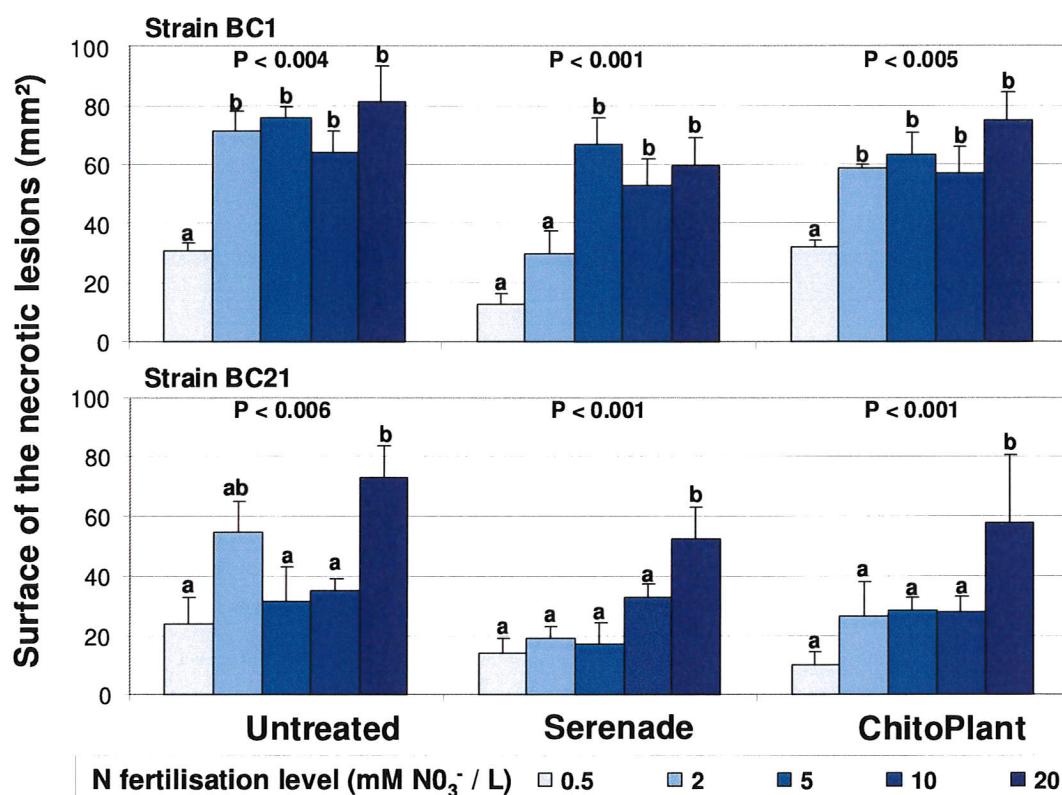 Surface of the necrotic lesions (mm²)
Strain BC1
100
80
60
40
20
0
P < 0.004
P < 0.001
P < 0.005
a b b b b
a a b b b
a b b b b
Strain BC21
100
80
60
40
20
0
P < 0.006
P < 0.001
P < 0.001
a ab a a b
a a a a b
a a a a b
Untreated Serenade ChitoPlant
N fertilisation level (mM N0₃⁻ / L) 0.5 2 5 10 20